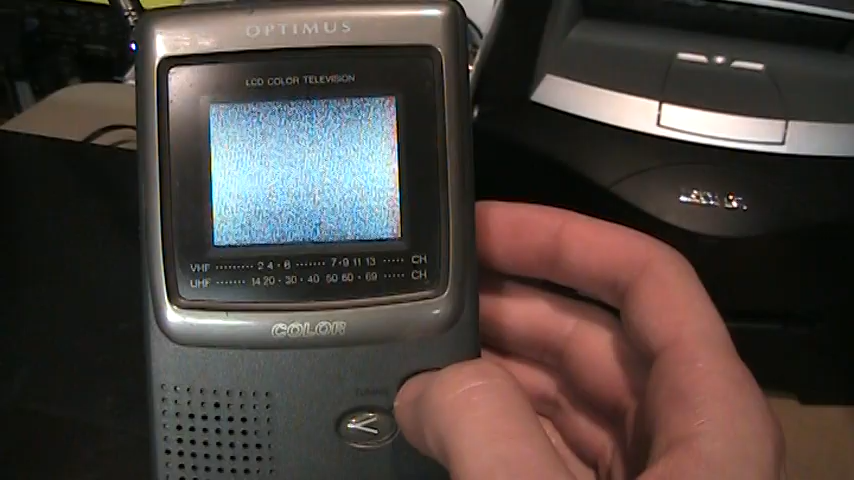 OPTIMUS
LCD COLOR TELEVISION
VHF ········· 2 4 · 6 ······· 7 · 9 11 13 ····· CH
UHF ······· 14 20 · 30 · 40 50 60 · 69 ····· CH
COLOR
TUNING